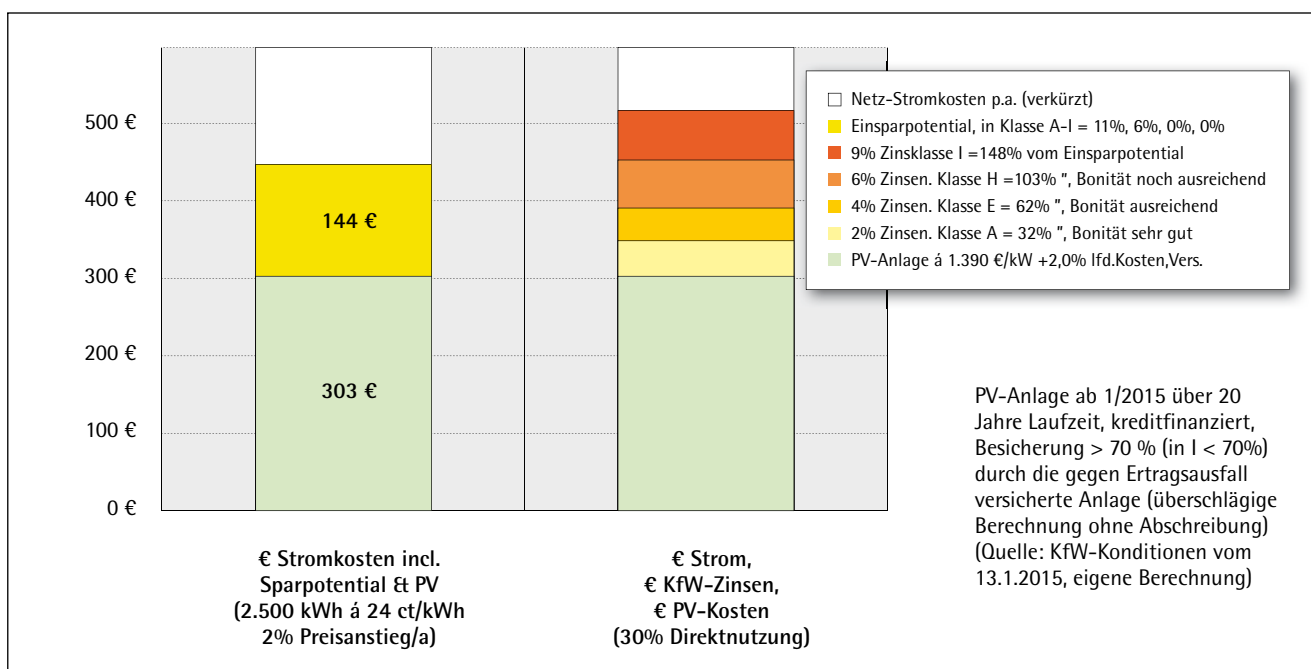 500 €
400 €
300 €
200 €
100 €
0 €
144 €
303 €
Netz-Stromkosten p.a. (verkürzt)
Einsparpotential, in Klasse A-I = 11%, 6%, 0%, 0%
9% Zinsklasse I =148% vom Einsparpotential
6% Zinsen. Klasse H =103% ", Bonität noch ausreichend
4% Zinsen. Klasse E = 62% ", Bonität ausreichend
2% Zinsen. Klasse A = 32% ", Bonität sehr gut
PV-Anlage á 1.390 €/kW +2,0% lfd.Kosten,Vers.
€ Stromkosten incl.
Sparpotential & PV
(2.500 kWh á 24 ct/kWh
2% Preisanstieg/a)
€ Strom,
€ KfW-Zinsen,
€ PV-Kosten
(30% Direktnutzung)
PV-Anlage ab 1/2015 über 20
Jahre Laufzeit, kreditfinanziert,
Besicherung > 70 % (in I < 70%)
durch die gegen Ertragsausfall
versicherte Anlage (überschlägige
Berechnung ohne Abschreibung)
(Quelle: KfW-Konditionen vom
13.1.2015, eigene Berechnung)